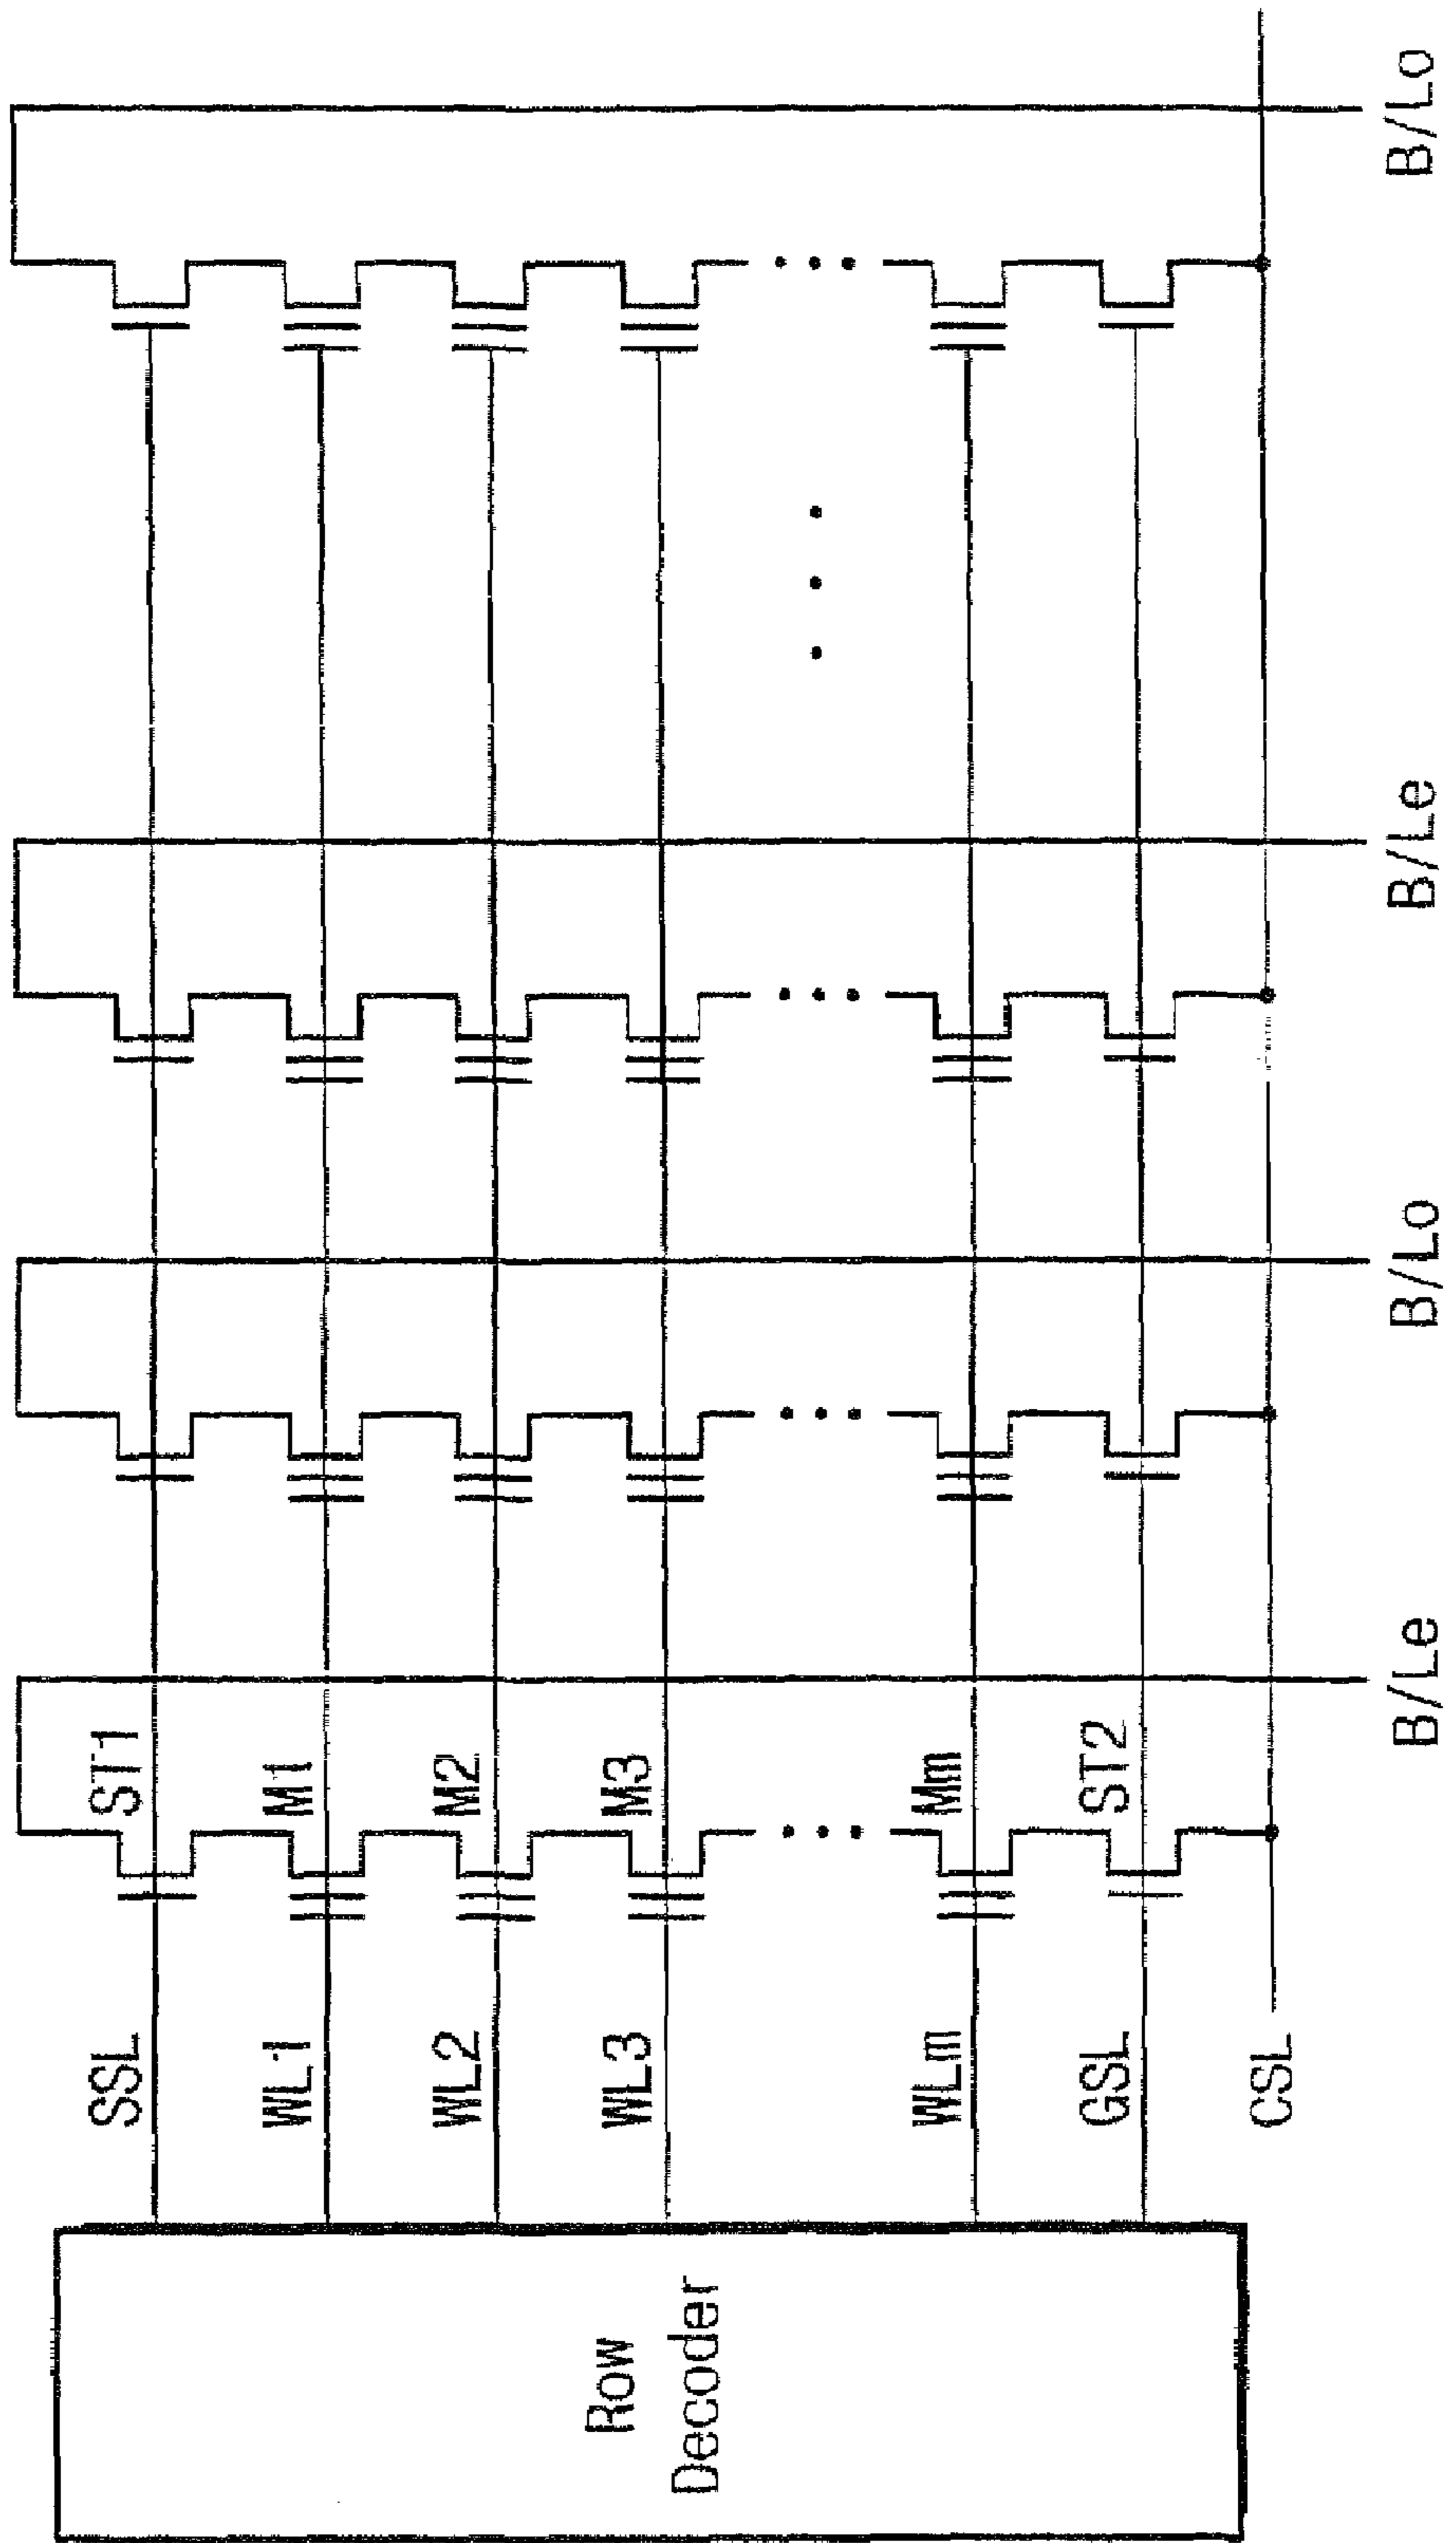 Row
Decoder
SSL
ST1
WL1
M1
WL2
M2
WL3
M3
WLm
Mm
GSL
ST2
CSL
B/Le
B/Lo
B/Le
B/Lo